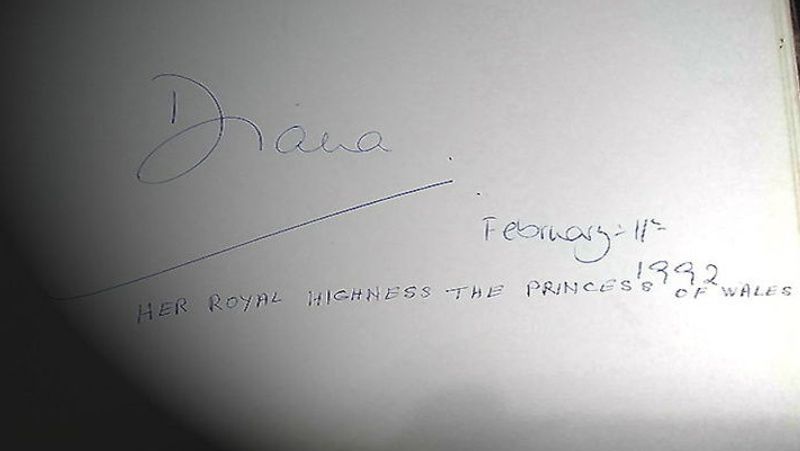 Diana
February 11th
1992
HER ROYAL HIGHNESS THE PRINCESS OF WALES